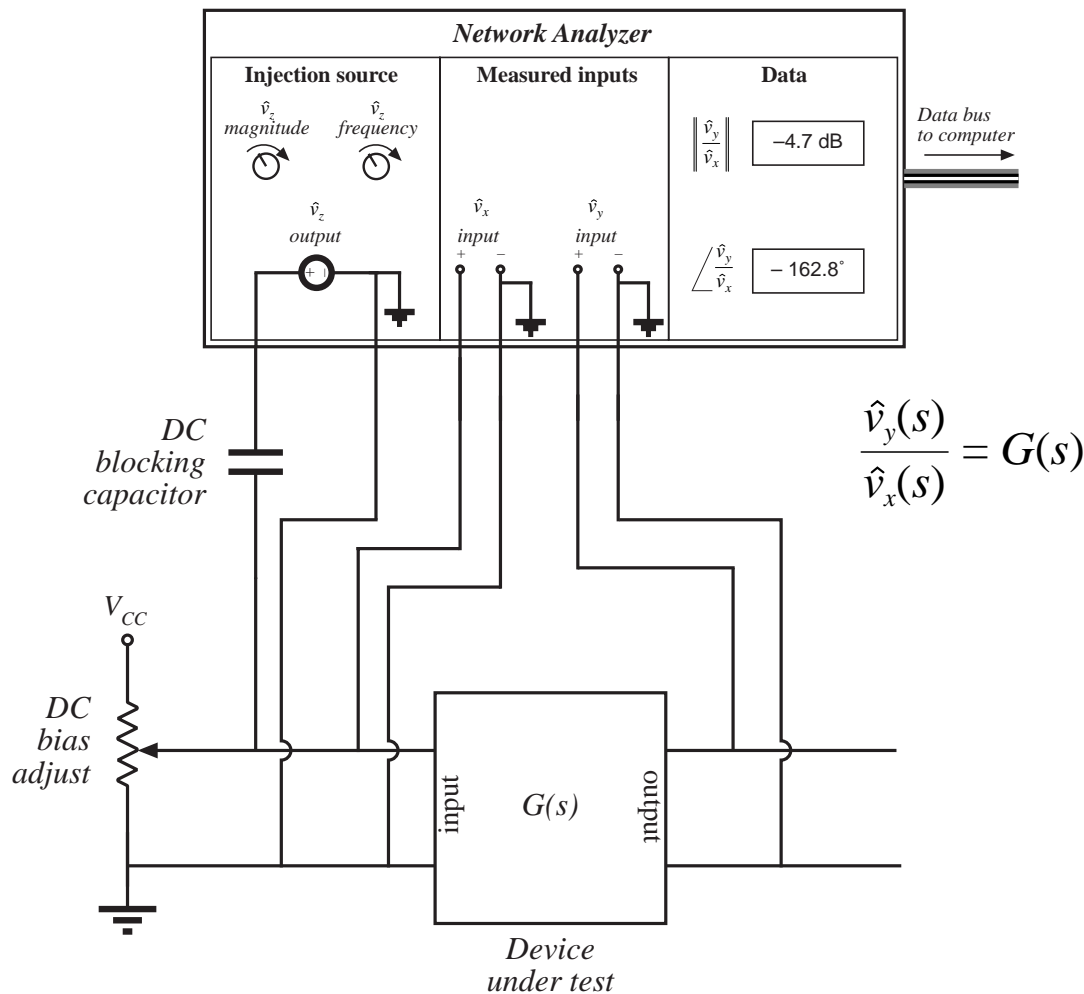 Network Analyzer
Injection source
v̂z
magnitude
v̂z
frequency
v̂z
output
+ –
Measured inputs
v̂x
input
+ –
v̂y
input
+ –
Data
‖v̂y/v̂x‖
–4.7 dB
∠v̂y/v̂x
– 162.8˚
Data bus
to computer
DC
blocking
capacitor
v̂y(s)/v̂x(s) = G(s)
VCC
DC
bias
adjust
input
G(s)
output
Device
under test